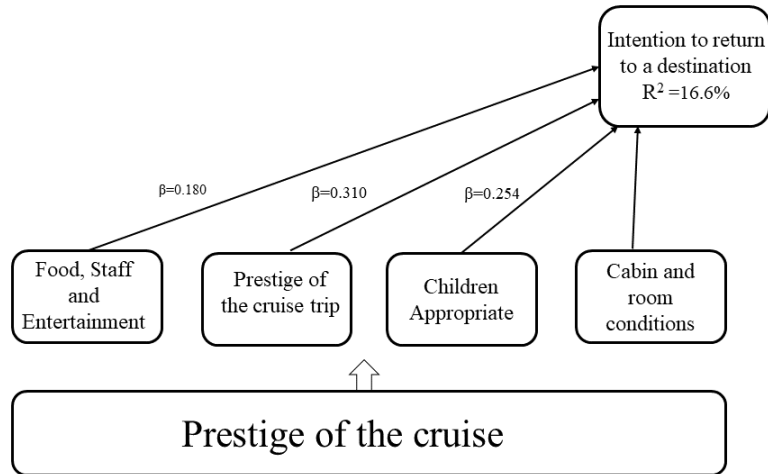 Intention to return
to a destination
R² =16.6%
β=0.180
β=0.310
β=0.254
Food, Staff
and
Entertainment
Prestige of
the cruise trip
Children
Appropriate
Cabin and
room
conditions
Prestige of the cruise